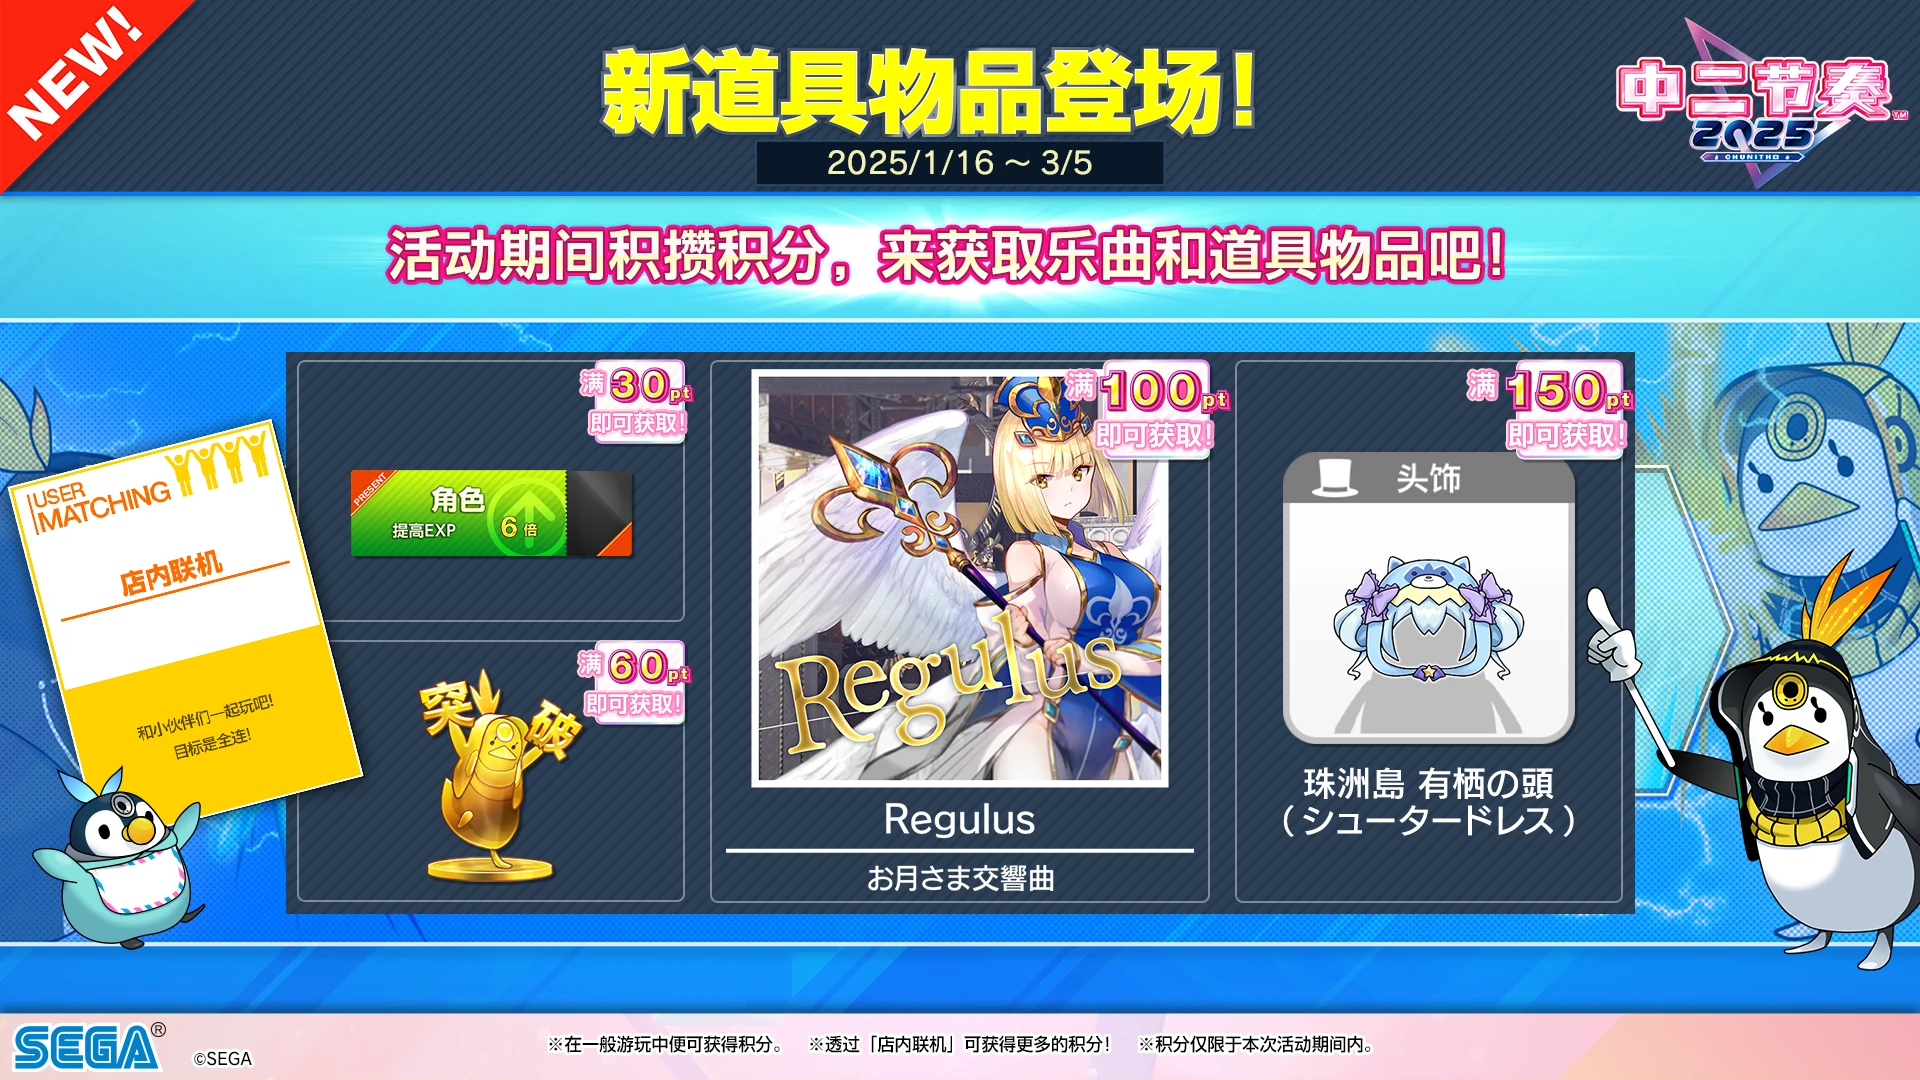 NEW!
新道具物品登场!
2025/1/16 ～ 3/5
中二节奏™
2025
CHUNITHM
活动期间积攒积分，来获取乐曲和道具物品吧!
USER
MATCHING
店内联机
和小伙伴们一起玩吧!
目标是全连!
满30pt
即可获取!
PRESENT
角色
提高EXP
6倍
满60pt
即可获取!
突破
满100pt
即可获取!
Regulus
Regulus
お月さま交響曲
满150pt
即可获取!
头饰
珠洲島 有栖の頭
（シュータードレス）
SEGA®
©SEGA
※在一般游玩中便可获得积分。 ※透过「店内联机」可获得更多的积分! ※积分仅限于本次活动期间内。